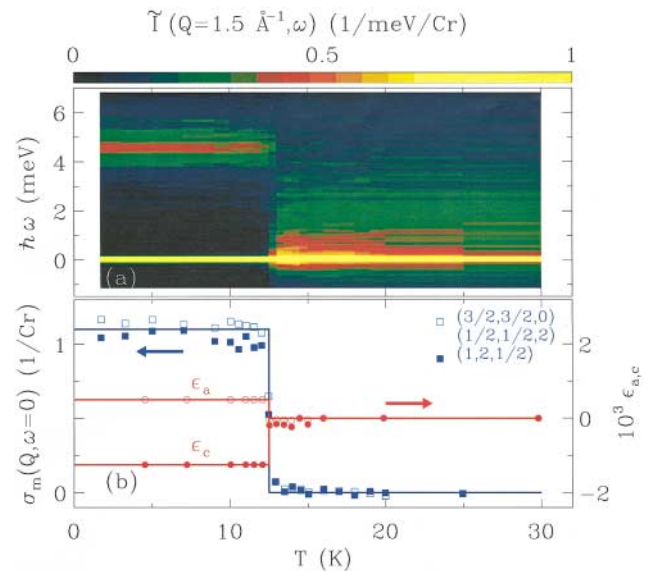 Ĩ (Q=1.5 Å⁻¹,ω) (1/meV/Cr)
0 0.5 1
6
4
2
0
ħω (meV)
(a)
(3/2,3/2,0)
(1/2,1/2,2)
(1,2,1/2)
1
0
σₘ(Q,ω=0) (1/Cr)
εₐ
ε꜀
(b)
2
0
−2
10³ εₐ,꜀
0 10 20 30
T (K)